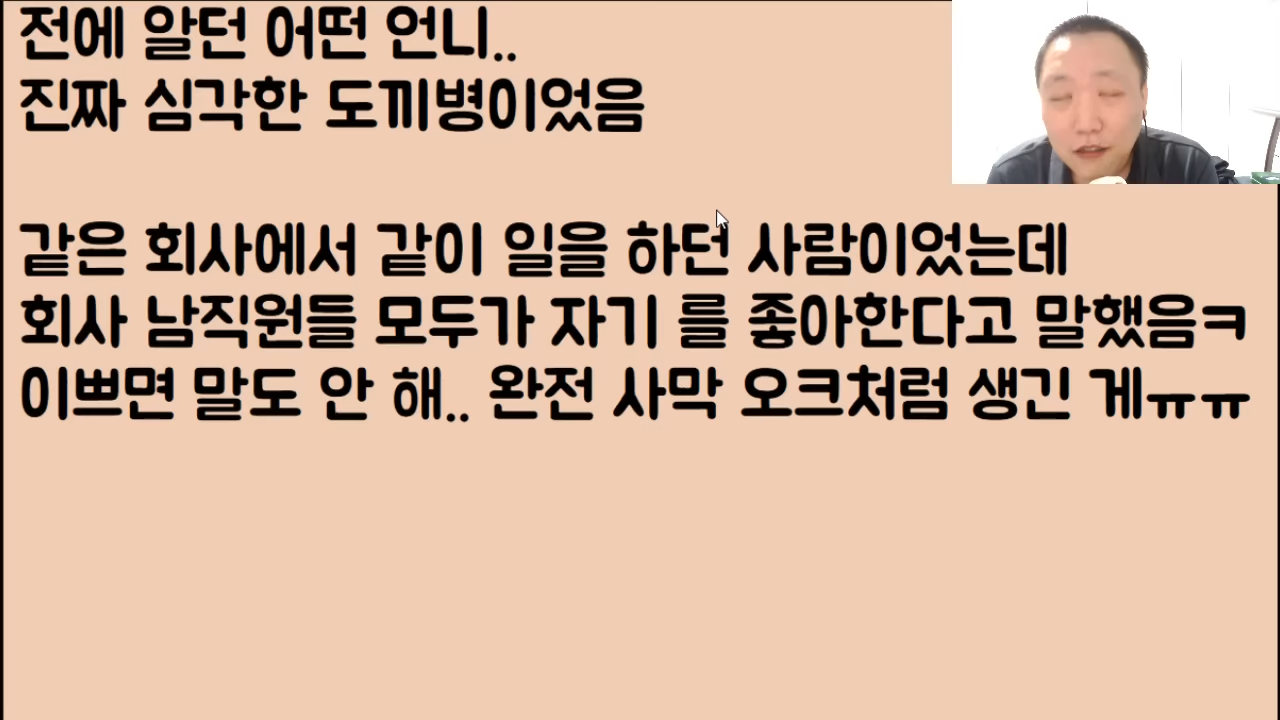 전에 알던 어떤 언니..
진짜 심각한 도끼병이었음
같은 회사에서 같이 일을 하던 사람이었는데
회사 남직원들 모두가 자기 를 좋아한다고 말했음ㅋ
이쁘면 말도 안 해.. 완전 사막 오크처럼 생긴 게ㅠㅠ